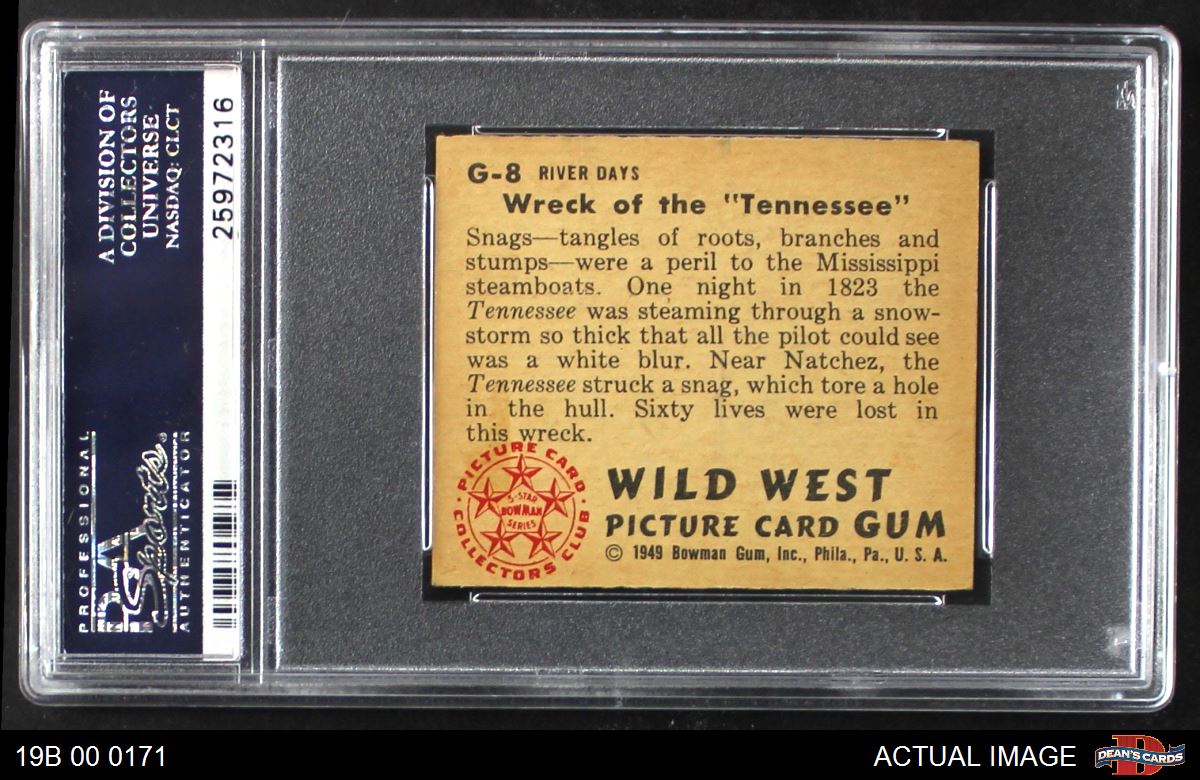 A DIVISION OF
COLLECTORS
UNIVERSE
NASDAQ: CLCT
25972316
PROFESSIONAL
PSA
Sports
AUTHENTICATOR
G-8 RIVER DAYS
Wreck of the "Tennessee"
Snags—tangles of roots, branches and
stumps—were a peril to the Mississippi
steamboats. One night in 1823 the
Tennessee was steaming through a snow-
storm so thick that all the pilot could see
was a white blur. Near Natchez, the
Tennessee struck a snag, which tore a hole
in the hull. Sixty lives were lost in
this wreck.
PICTURE CARD
COLLECTORS CLUB
5-STAR
BOWMAN
SERIES
WILD WEST
PICTURE CARD GUM
© 1949 Bowman Gum, Inc., Phila., Pa., U. S. A.
19B 00 0171
ACTUAL IMAGE
D
DEAN'S CARDS